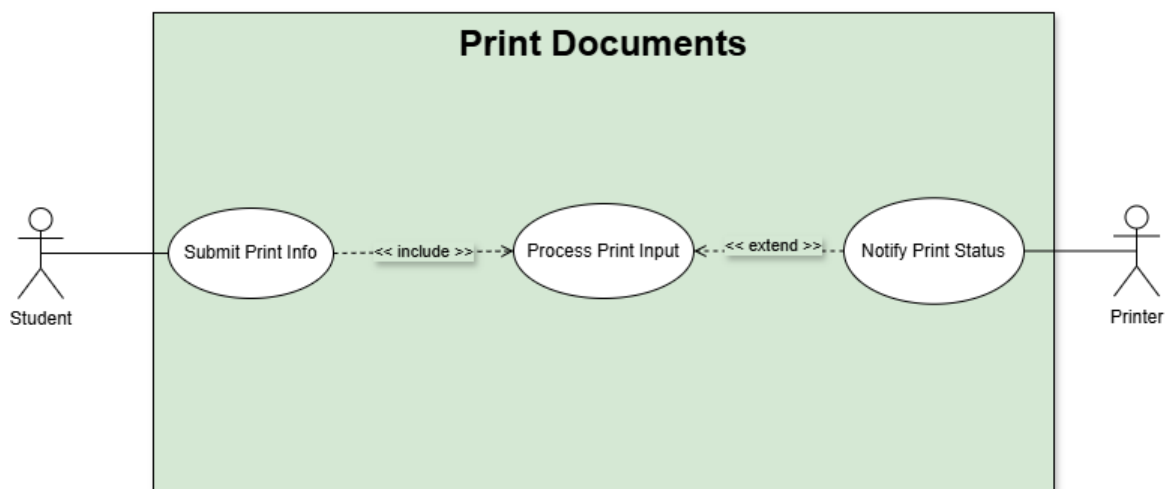 Print Documents
Submit Print Info
<< include >>
Process Print Input
<< extend >>
Notify Print Status
Student
Printer